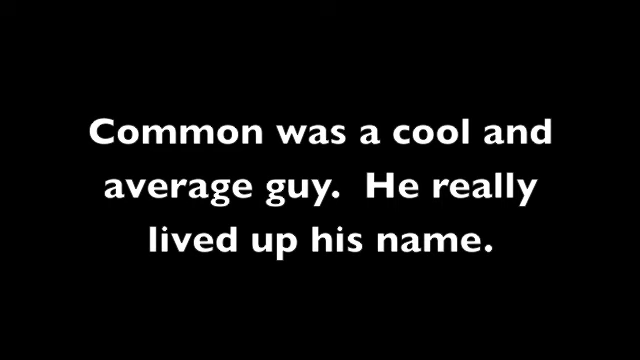 Common was a cool and
average guy.  He really
lived up his name.